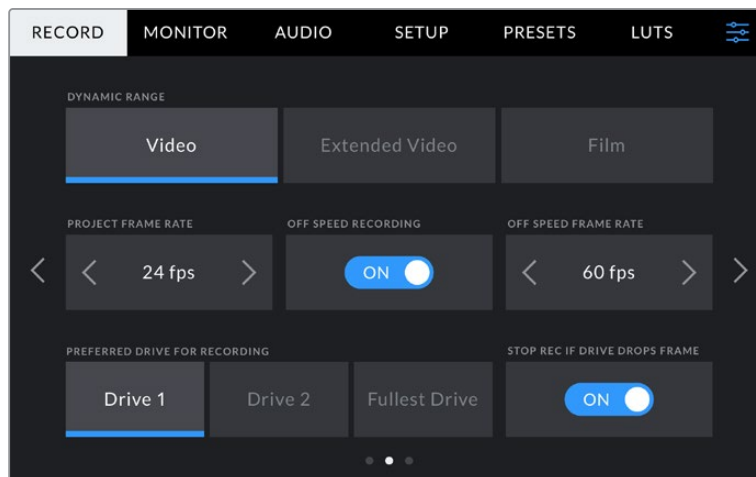 RECORD MONITOR AUDIO SETUP PRESETS LUTS
DYNAMIC RANGE
Video Extended Video Film
PROJECT FRAME RATE OFF SPEED RECORDING OFF SPEED FRAME RATE
24 fps ON 60 fps
PREFERRED DRIVE FOR RECORDING STOP REC IF DRIVE DROPS FRAME
Drive 1 Drive 2 Fullest Drive ON